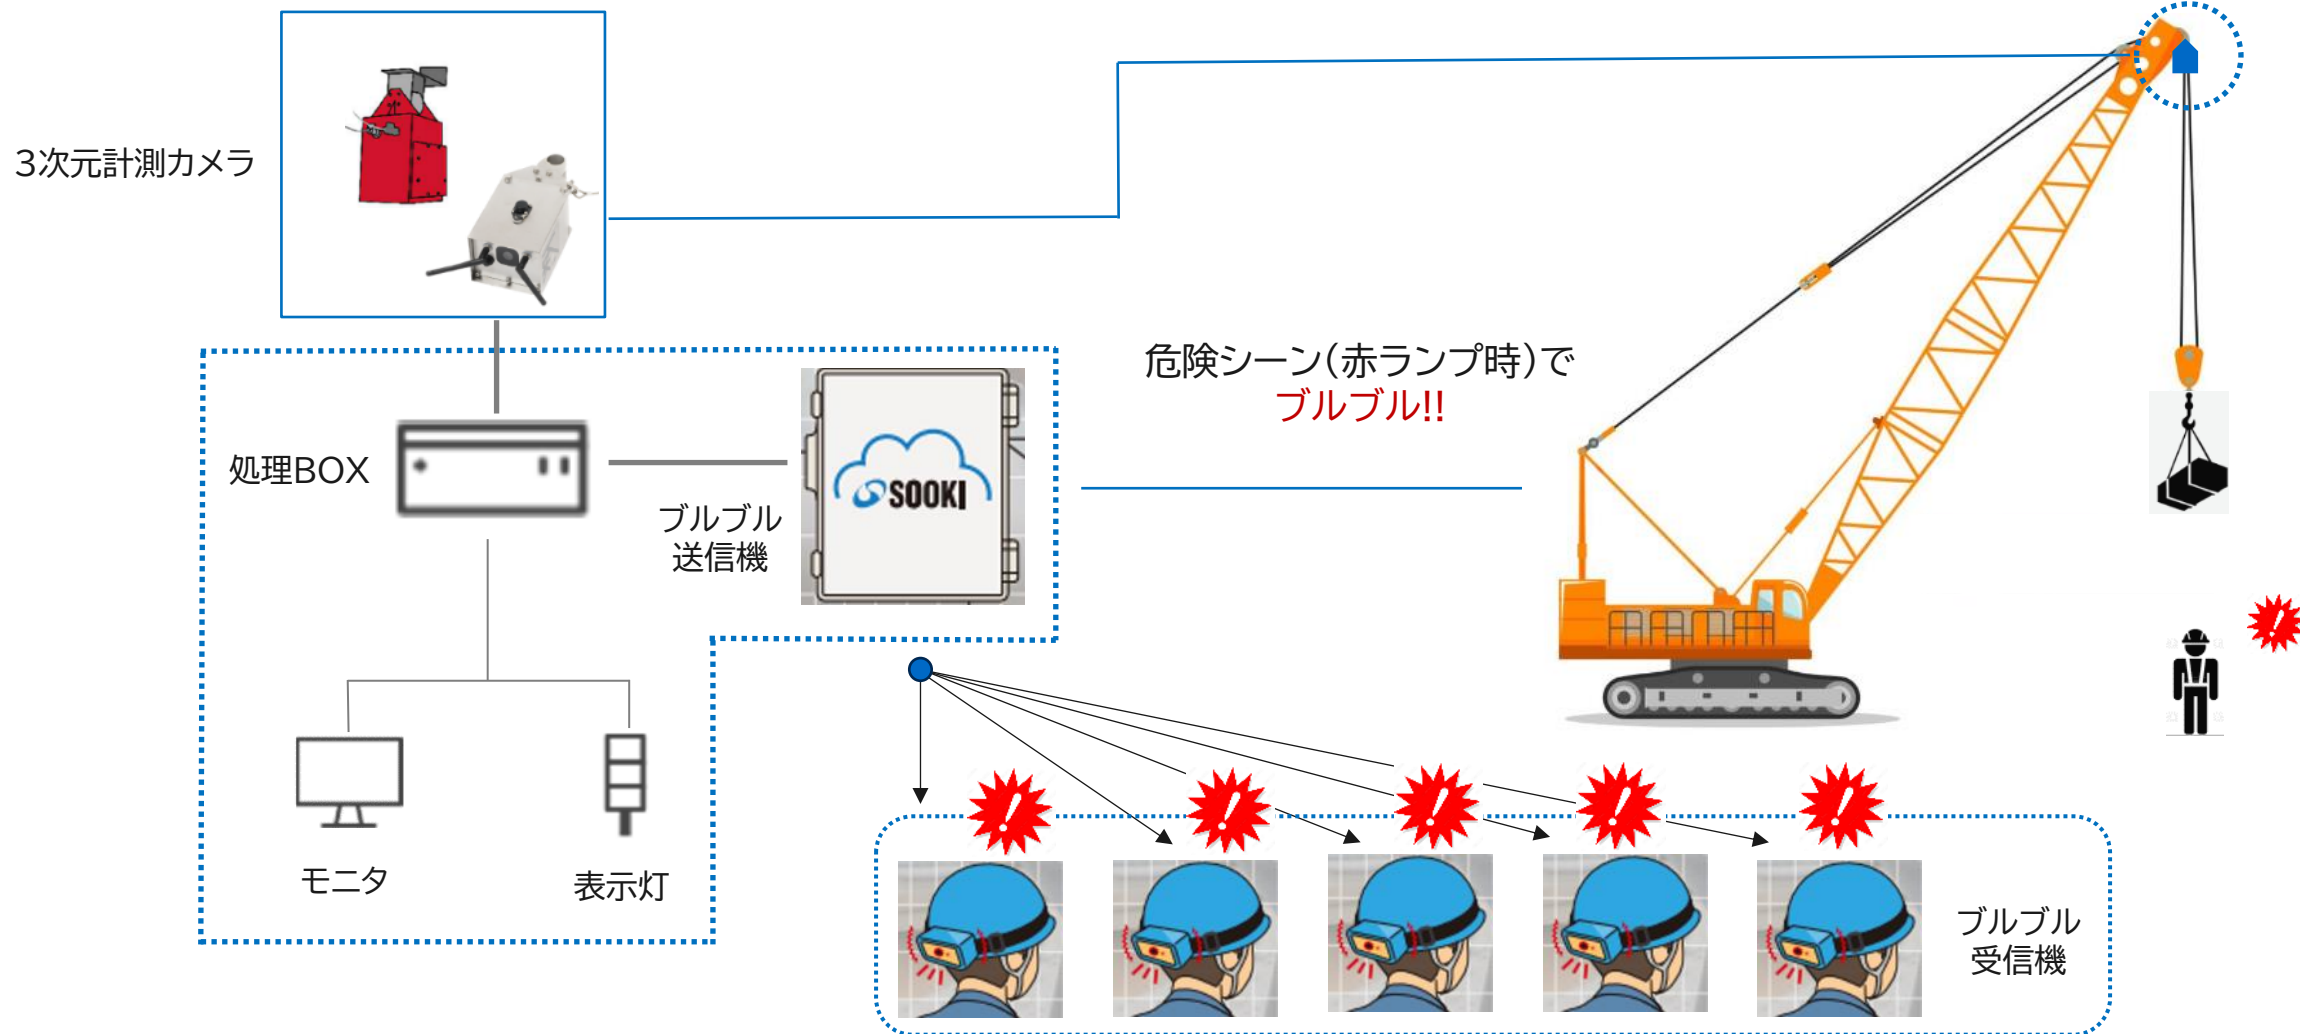 3次元計測カメラ
危険シーン(赤ランプ時)で
ブルブル!!
処理BOX
SOOKI
ブルブル
送信機
モニタ
表示灯
ブルブル
受信機